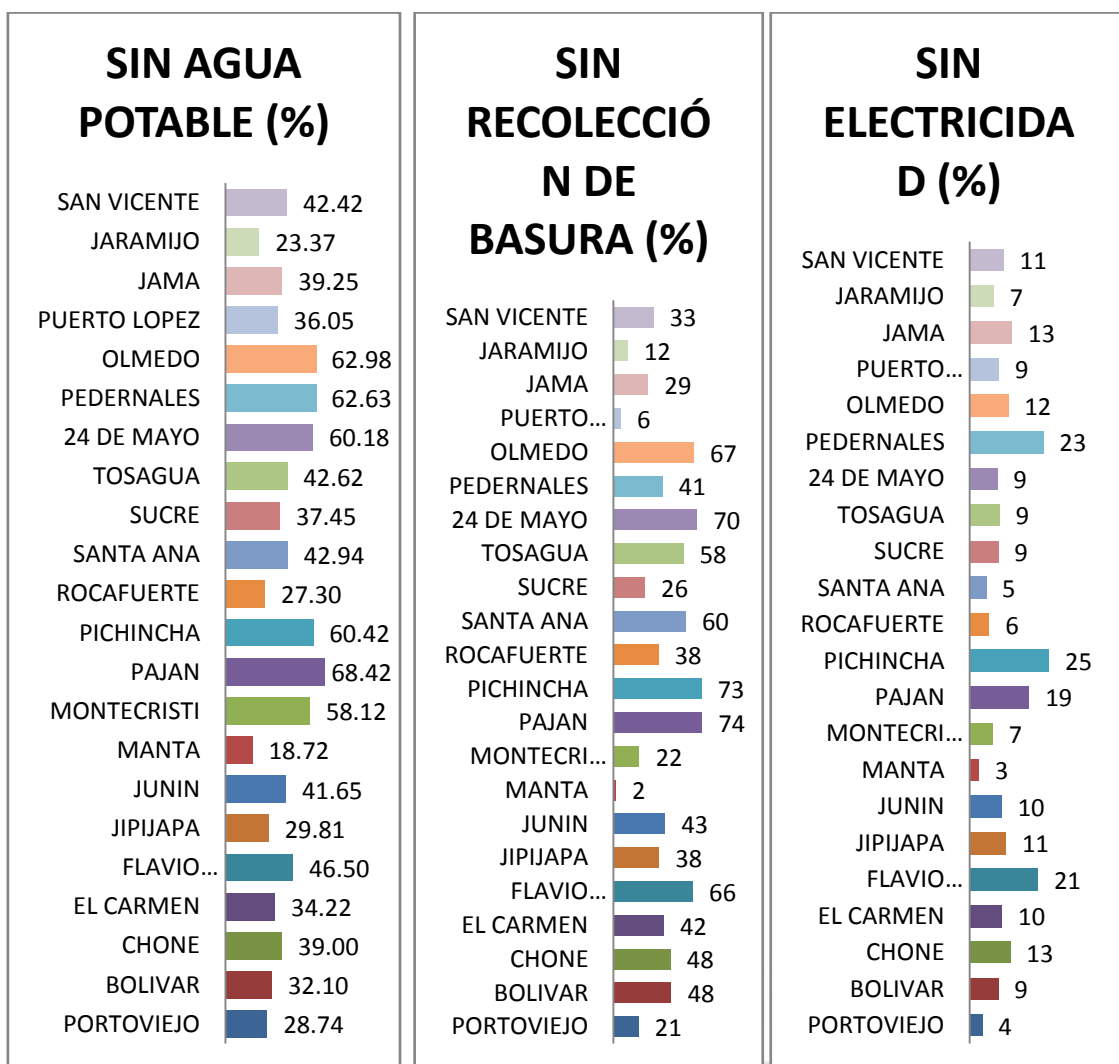 SIN AGUA
POTABLE (%)
SAN VICENTE 42.42
JARAMIJO 23.37
JAMA 39.25
PUERTO LOPEZ 36.05
OLMEDO 62.98
PEDERNALES 62.63
24 DE MAYO 60.18
TOSAGUA 42.62
SUCRE 37.45
SANTA ANA 42.94
ROCAFUERTE 27.30
PICHINCHA 60.42
PAJAN 68.42
MONTECRISTI 58.12
MANTA 18.72
JUNIN 41.65
JIPIJAPA 29.81
FLAVIO... 46.50
EL CARMEN 34.22
CHONE 39.00
BOLIVAR 32.10
PORTOVIEJO 28.74
SIN
RECOLECCIÓ
N DE
BASURA (%)
SAN VICENTE 33
JARAMIJO 12
JAMA 29
PUERTO... 6
OLMEDO 67
PEDERNALES 41
24 DE MAYO 70
TOSAGUA 58
SUCRE 26
SANTA ANA 60
ROCAFUERTE 38
PICHINCHA 73
PAJAN 74
MONTECRI... 22
MANTA 2
JUNIN 43
JIPIJAPA 38
FLAVIO... 66
EL CARMEN 42
CHONE 48
BOLIVAR 48
PORTOVIEJO 21
SIN
ELECTRICIDA
D (%)
SAN VICENTE 11
JARAMIJO 7
JAMA 13
PUERTO... 9
OLMEDO 12
PEDERNALES 23
24 DE MAYO 9
TOSAGUA 9
SUCRE 9
SANTA ANA 5
ROCAFUERTE 6
PICHINCHA 25
PAJAN 19
MONTECRI... 7
MANTA 3
JUNIN 10
JIPIJAPA 11
FLAVIO... 21
EL CARMEN 10
CHONE 13
BOLIVAR 9
PORTOVIEJO 4